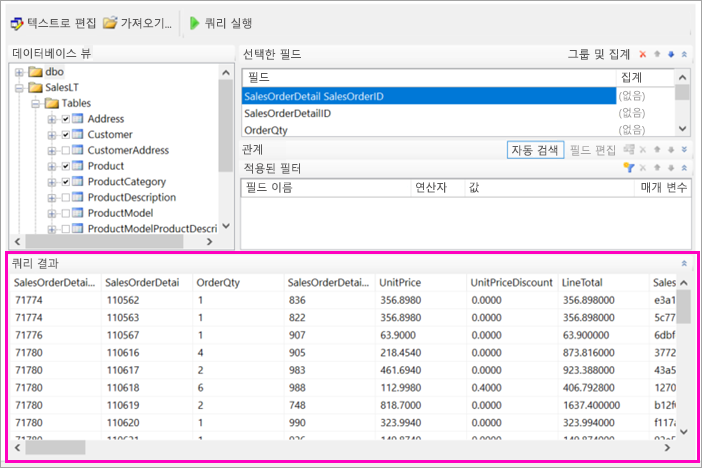 텍스트로 편집 가져오기... 쿼리 실행
데이터베이스 뷰
dbo
SalesLT
Tables
Address
Customer
CustomerAddress
Product
ProductCategory
ProductDescription
ProductModel
ProductModelProductDescri
선택한 필드 그룹 및 집계
필드 집계
SalesOrderDetail SalesOrderID (없음)
SalesOrderDetailID (없음)
OrderQty (없음)
관계 자동 검색 필드 편집
적용된 필터
필드 이름 연산자 값 매개 변수
쿼리 결과
SalesOrderDetai... SalesOrderDetai OrderQty SalesOrderDetai... UnitPrice UnitPriceDiscount LineTotal Sales
71774 110562 1 836 356.8980 0.0000 356.898000 e3a1
71774 110563 1 822 356.8980 0.0000 356.898000 5c77
71776 110567 1 907 63.9000 0.0000 63.900000 6dbf
71780 110616 4 905 218.4540 0.0000 873.816000 3772
71780 110617 2 983 461.6940 0.0000 923.388000 43a5
71780 110618 6 988 112.9980 0.4000 406.792800 1270
71780 110619 2 748 818.7000 0.0000 1637.400000 b12f
71780 110620 1 990 323.9940 0.0000 323.994000 f117a